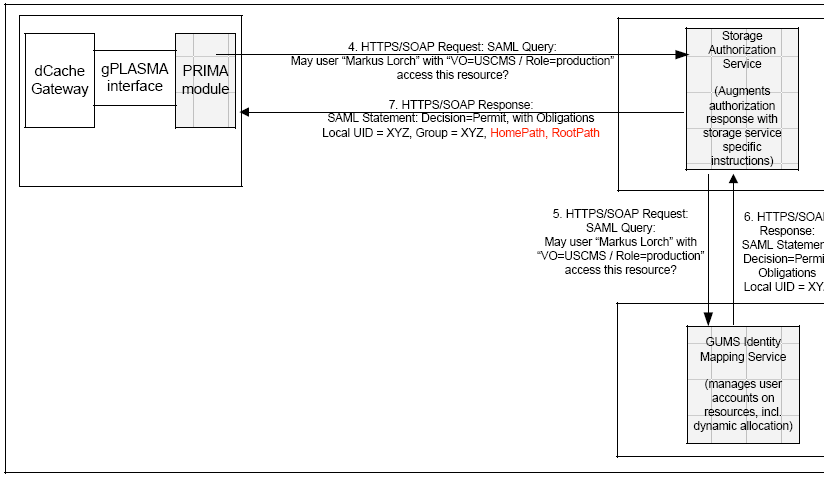 dCache
Gateway
gPLASMA
interface
PRIMA
module
4. HTTPS/SOAP Request: SAML Query:
May user “Markus Lorch” with “VO=USCMS / Role=production”
access this resource?
7. HTTPS/SOAP Response:
SAML Statement: Decision=Permit, with Obligations
Local UID = XYZ, Group = XYZ, HomePath, RootPath
Storage
Authorization
Service
(Augments
authorization
response with
storage service
specific
instructions)
5. HTTPS/SOAP Request:
SAML Query:
May user “Markus Lorch” with
“VO=USCMS / Role=production”
access this resource?
6. HTTPS/SOA
Response:
SAML Statemen
Decision=Permi
Obligations
Local UID = XY
GUMS Identity
Mapping Service
(manages user
accounts on
resources, incl.
dynamic allocation)